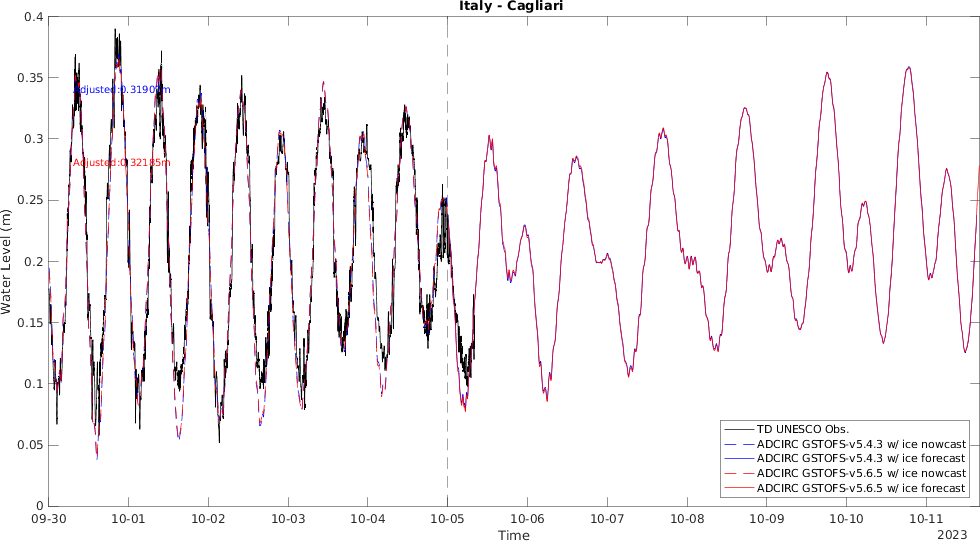 Italy - Cagliari
Water Level (m)
0.4
0.35
0.3
0.25
0.2
0.15
0.1
0.05
0
Adjusted:0.31907m
Adjusted:0.32185m
TD UNESCO Obs.
ADCIRC GSTOFS-v5.4.3 w/ ice nowcast
ADCIRC GSTOFS-v5.4.3 w/ ice forecast
ADCIRC GSTOFS-v5.6.5 w/ ice nowcast
ADCIRC GSTOFS-v5.6.5 w/ ice forecast
09-30 10-01 10-02 10-03 10-04 10-05 10-06 10-07 10-08 10-09 10-10 10-11
Time
2023